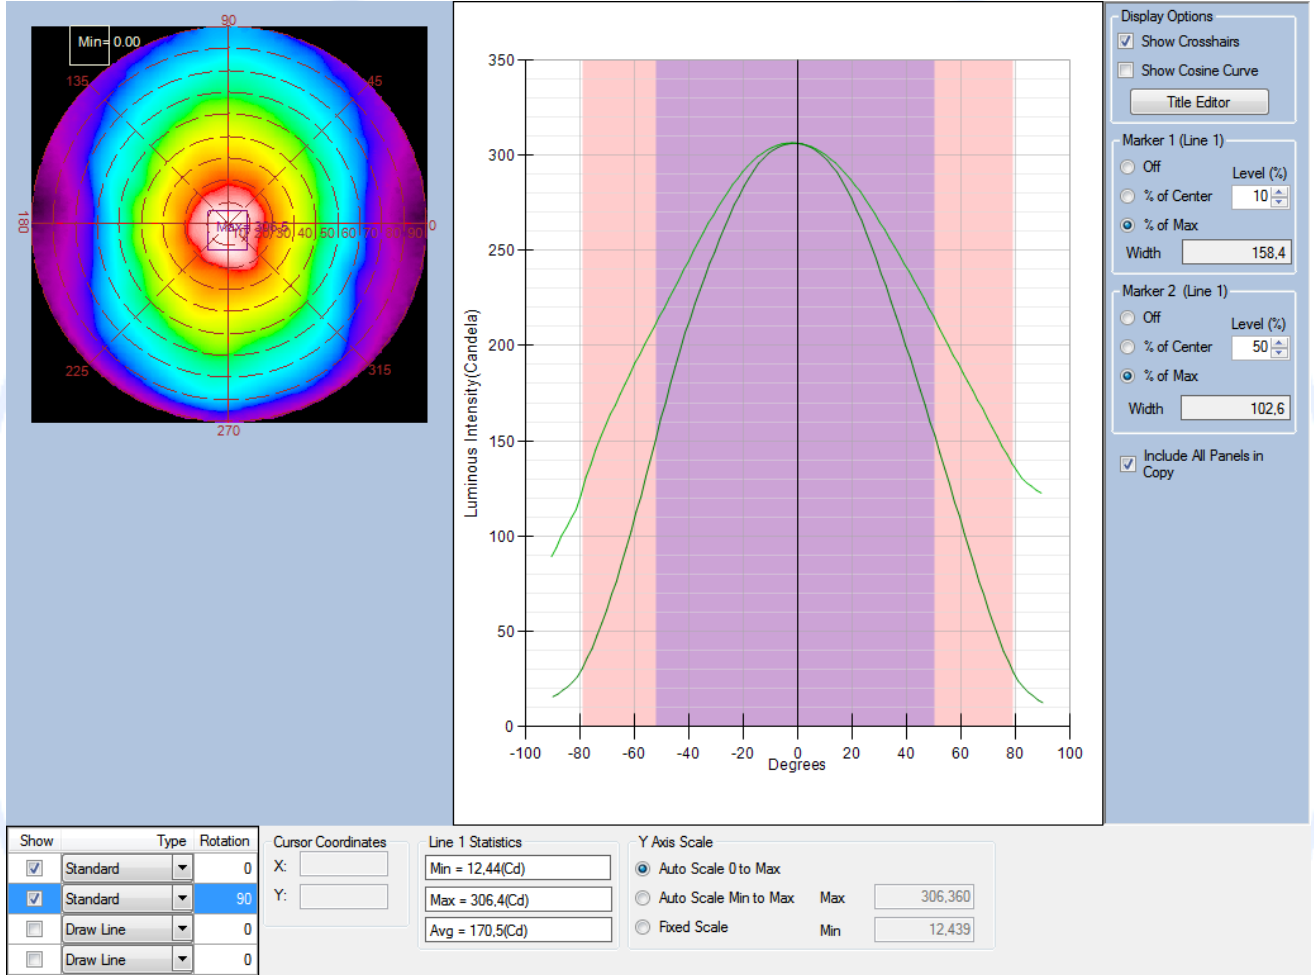 90
Min= 0.00
135
45
180
Max= 306,5
10 20 30 40 50 60 70 80 90 0
225
315
270
350
300
250
200
150
100
50
0
Luminous Intensity(Candela)
-100 -80 -60 -40 -20 0 20 40 60 80 100
Degrees
Display Options
Show Crosshairs
Show Cosine Curve
Title Editor
Marker 1 (Line 1)
Off
Level (%)
% of Center 10
% of Max
Width 158,4
Marker 2 (Line 1)
Off
Level (%)
% of Center 50
% of Max
Width 102,6
Include All Panels in
Copy
Show Type Rotation
Standard 0
Standard 90
Draw Line 0
Draw Line 0
Cursor Coordinates
X:
Y:
Line 1 Statistics
Min = 12,44(Cd)
Max = 306,4(Cd)
Avg = 170,5(Cd)
Y Axis Scale
Auto Scale 0 to Max
Auto Scale Min to Max Max 306,360
Fixed Scale Min 12,439